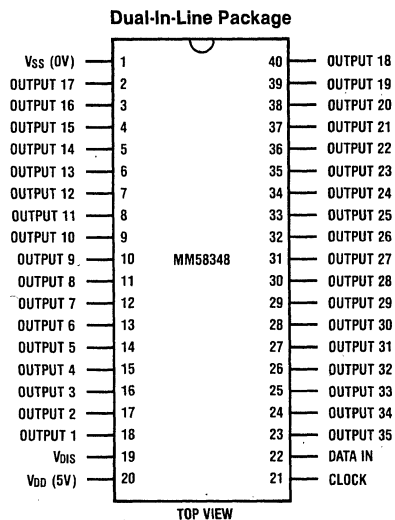 Dual-In-Line Package
VSS (0V) 1 40 OUTPUT 18
OUTPUT 17 2 39 OUTPUT 19
OUTPUT 16 3 38 OUTPUT 20
OUTPUT 15 4 37 OUTPUT 21
OUTPUT 14 5 36 OUTPUT 22
OUTPUT 13 6 35 OUTPUT 23
OUTPUT 12 7 34 OUTPUT 24
OUTPUT 11 8 33 OUTPUT 25
OUTPUT 10 9 32 OUTPUT 26
OUTPUT 9 10 MM58348 31 OUTPUT 27
OUTPUT 8 11 30 OUTPUT 28
OUTPUT 7 12 29 OUTPUT 29
OUTPUT 6 13 28 OUTPUT 30
OUTPUT 5 14 27 OUTPUT 31
OUTPUT 4 15 26 OUTPUT 32
OUTPUT 3 16 25 OUTPUT 33
OUTPUT 2 17 24 OUTPUT 34
OUTPUT 1 18 23 OUTPUT 35
VDIS 19 22 DATA IN
VDD (5V) 20 21 CLOCK
TOP VIEW